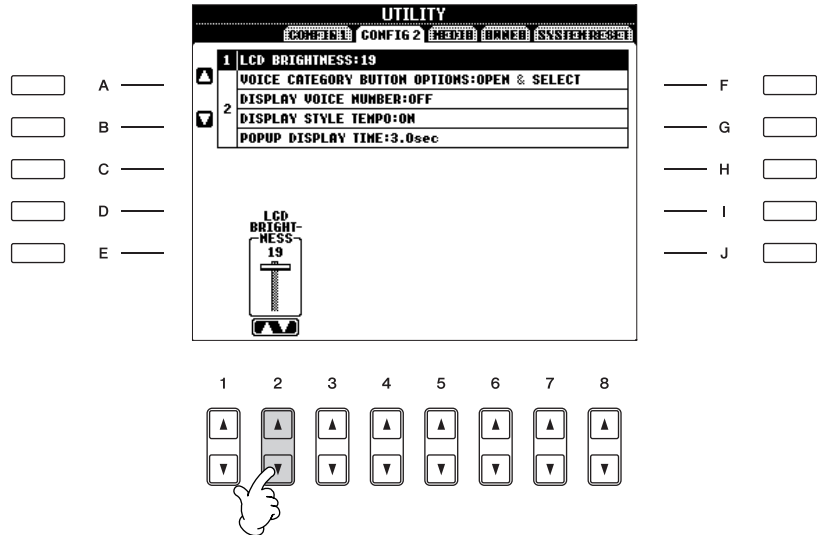 UTILITY
CONFIG 1 CONFIG 2 MEDIA OWNER SYSTEM RESET
1 LCD BRIGHTNESS:19
2 VOICE CATEGORY BUTTON OPTIONS:OPEN & SELECT
DISPLAY VOICE NUMBER:OFF
DISPLAY STYLE TEMPO:ON
POPUP DISPLAY TIME:3.0sec
A
B
C
D
E
F
G
H
I
J
LCD
BRIGHT-
NESS
19
1 2 3 4 5 6 7 8